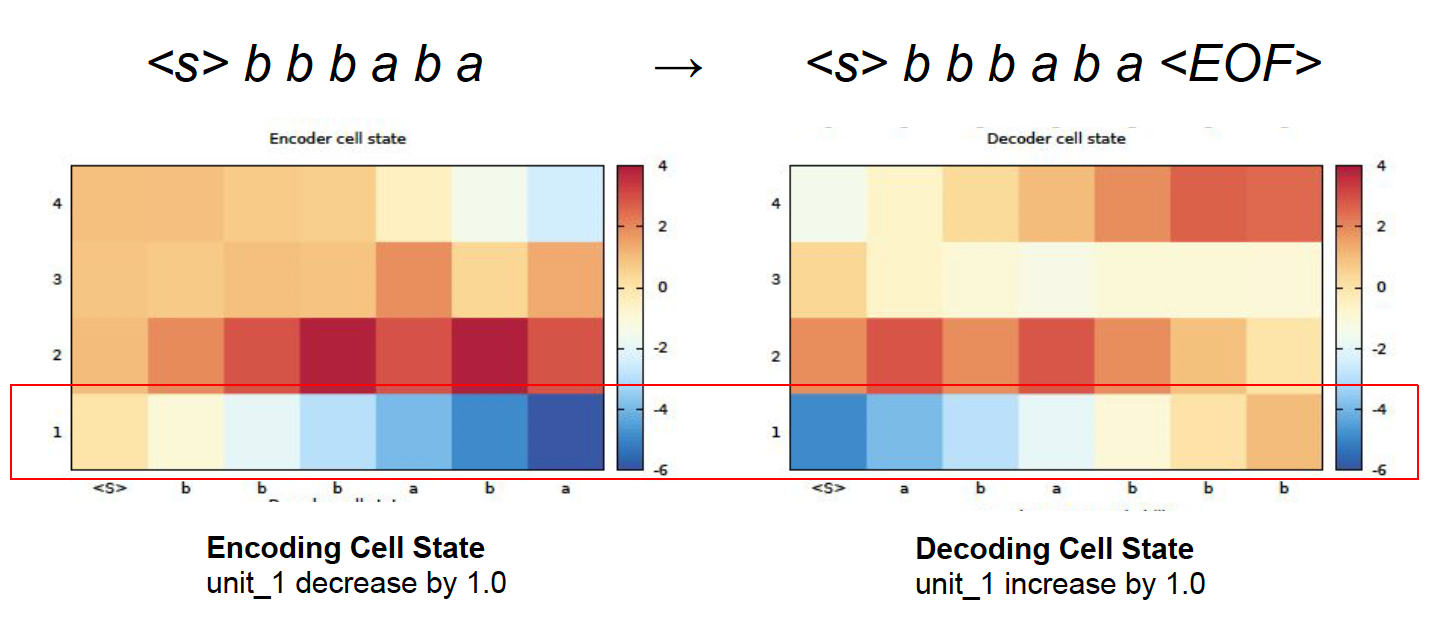 <s> b b b a b a → <s> b b b a b a <EOF>
Encoder cell state
4
3
2
1
4
2
0
-2
-4
-6
<S> b b b a b a
Encoding Cell State
unit_1 decrease by 1.0
Decoder cell state
4
3
2
1
4
2
0
-2
-4
-6
<S> a b a b b b
Decoding Cell State
unit_1 increase by 1.0